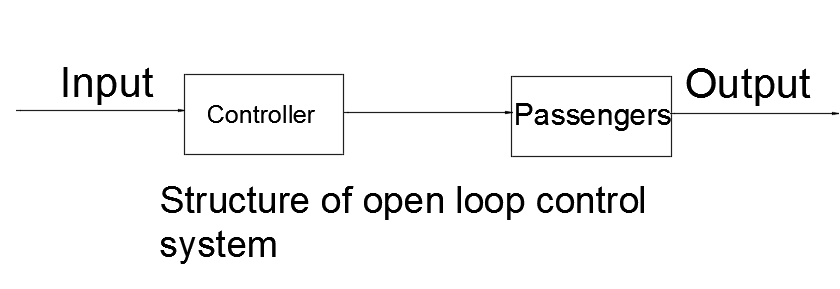 Input
Output
Controller
Passengers
Structure of open loop control
system